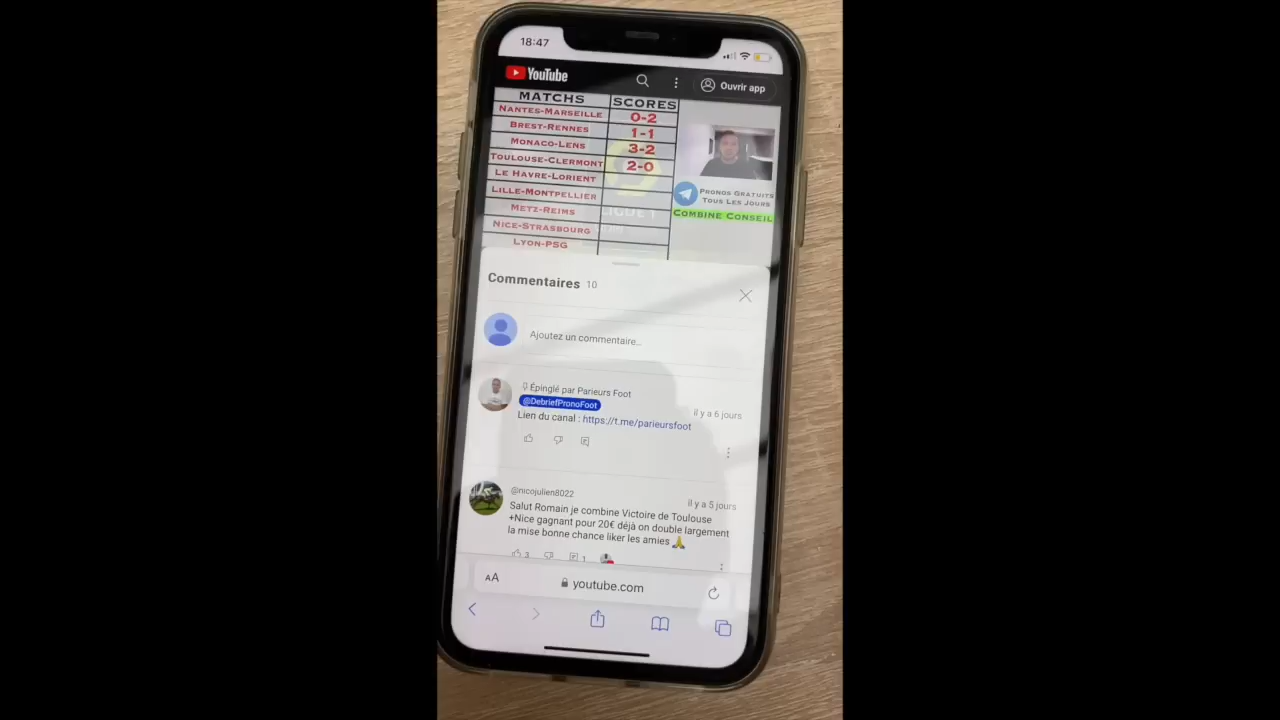 18:47
YouTube
Ouvrir app
MATCHS SCORES
NANTES-MARSEILLE 0-2
BREST-RENNES 1-1
MONACO-LENS 3-2
TOULOUSE-CLERMONT 2-0
LE HAVRE-LORIENT
LILLE-MONTPELLIER
METZ-REIMS
NICE-STRASBOURG
LYON-PSG
LIGUE 1
PRONOS GRATUITS
TOUS LES JOURS
COMBINE CONSEIL
Commentaires 10
Ajoutez un commentaire...
Épinglé par Parieurs Foot
@DebriefPronoFoot
il y a 6 jours
Lien du canal : https://t.me/parieursfoot
@nicojulien8022
il y a 5 jours
Salut Romain je combine Victoire de Toulouse
+Nice gagnant pour 20€ déjà on double largement
la mise bonne chance liker les amies 🙏
3 1
AA youtube.com